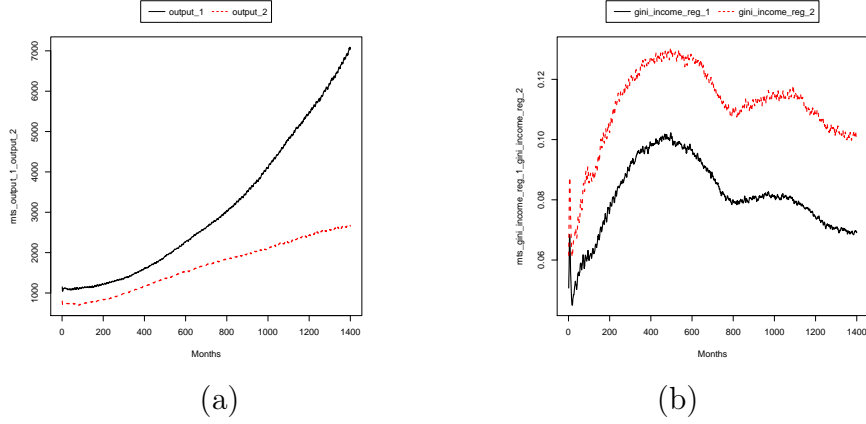 output_1 output_2
mts_output_1_output_2
7000
6000
5000
4000
3000
2000
1000
0 200 400 600 800 1000 1200 1400
Months
(a)
gini_income_reg_1 gini_income_reg_2
mts_gini_income_reg_1_gini_income_reg_2
0.12
0.10
0.08
0.06
0 200 400 600 800 1000 1200 1400
Months
(b)